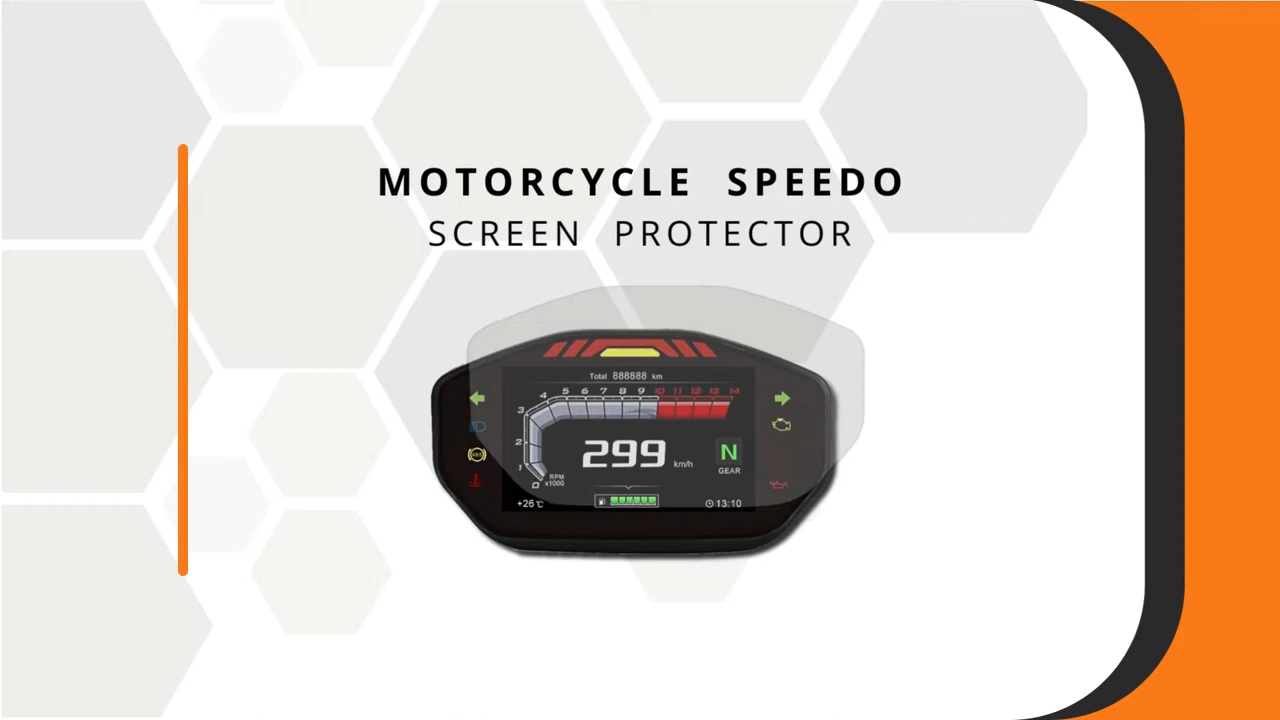 MOTORCYCLE SPEEDO
SCREEN PROTECTOR
Total 888888 km
4 5 6 7 8 9 10 11 12 13 14
3
2
1
0
RPM
x1000
299 km/h
N
GEAR
ABS
+26℃
13:10